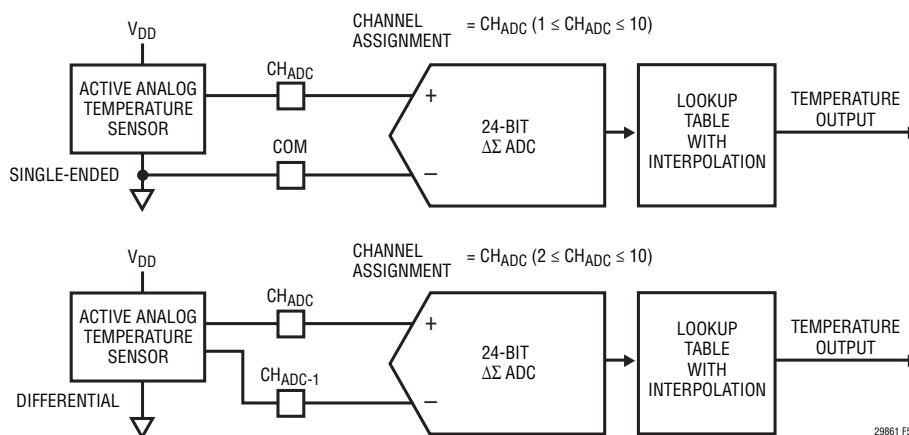 CHANNEL
ASSIGNMENT = CHADC (1 ≤ CHADC ≤ 10)
VDD
ACTIVE ANALOG
TEMPERATURE
SENSOR
SINGLE-ENDED
CHADC
COM
+
–
24-BIT
ΔΣ ADC
LOOKUP
TABLE
WITH
INTERPOLATION
TEMPERATURE
OUTPUT
CHANNEL
ASSIGNMENT = CHADC (2 ≤ CHADC ≤ 10)
VDD
ACTIVE ANALOG
TEMPERATURE
SENSOR
DIFFERENTIAL
CHADC
CHADC-1
+
–
24-BIT
ΔΣ ADC
LOOKUP
TABLE
WITH
INTERPOLATION
TEMPERATURE
OUTPUT